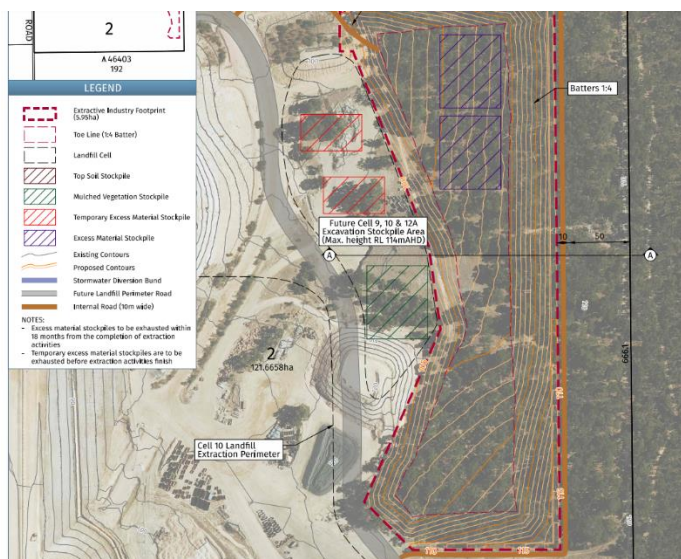 ROAD
2
A 46403
192
LEGEND
Extractive Industry Footprint
(5.95ha)
Toe Line (1:4 Batter)
Landfill Cell
Top Soil Stockpile
Mulched Vegetation Stockpile
Temporary Excess Material Stockpile
Excess Material Stockpile
Existing Contours
Proposed Contours
Stormwater Diversion Bund
Future Landfill Perimeter Road
Internal Road (10m wide)
NOTES:
- Excess material stockpiles to be exhausted within
18 months from the completion of extraction
activities
- Temporary excess material stockpiles are to be
exhausted before extraction activities finish
Batters 1:4
Future Cell 9, 10 & 12A
Excavation Stockpile Area
(Max. height RL 114mAHD)
10
50
A
A
666.1
2
121.6658ha
Cell 10 Landfill
Extraction Perimeter
110